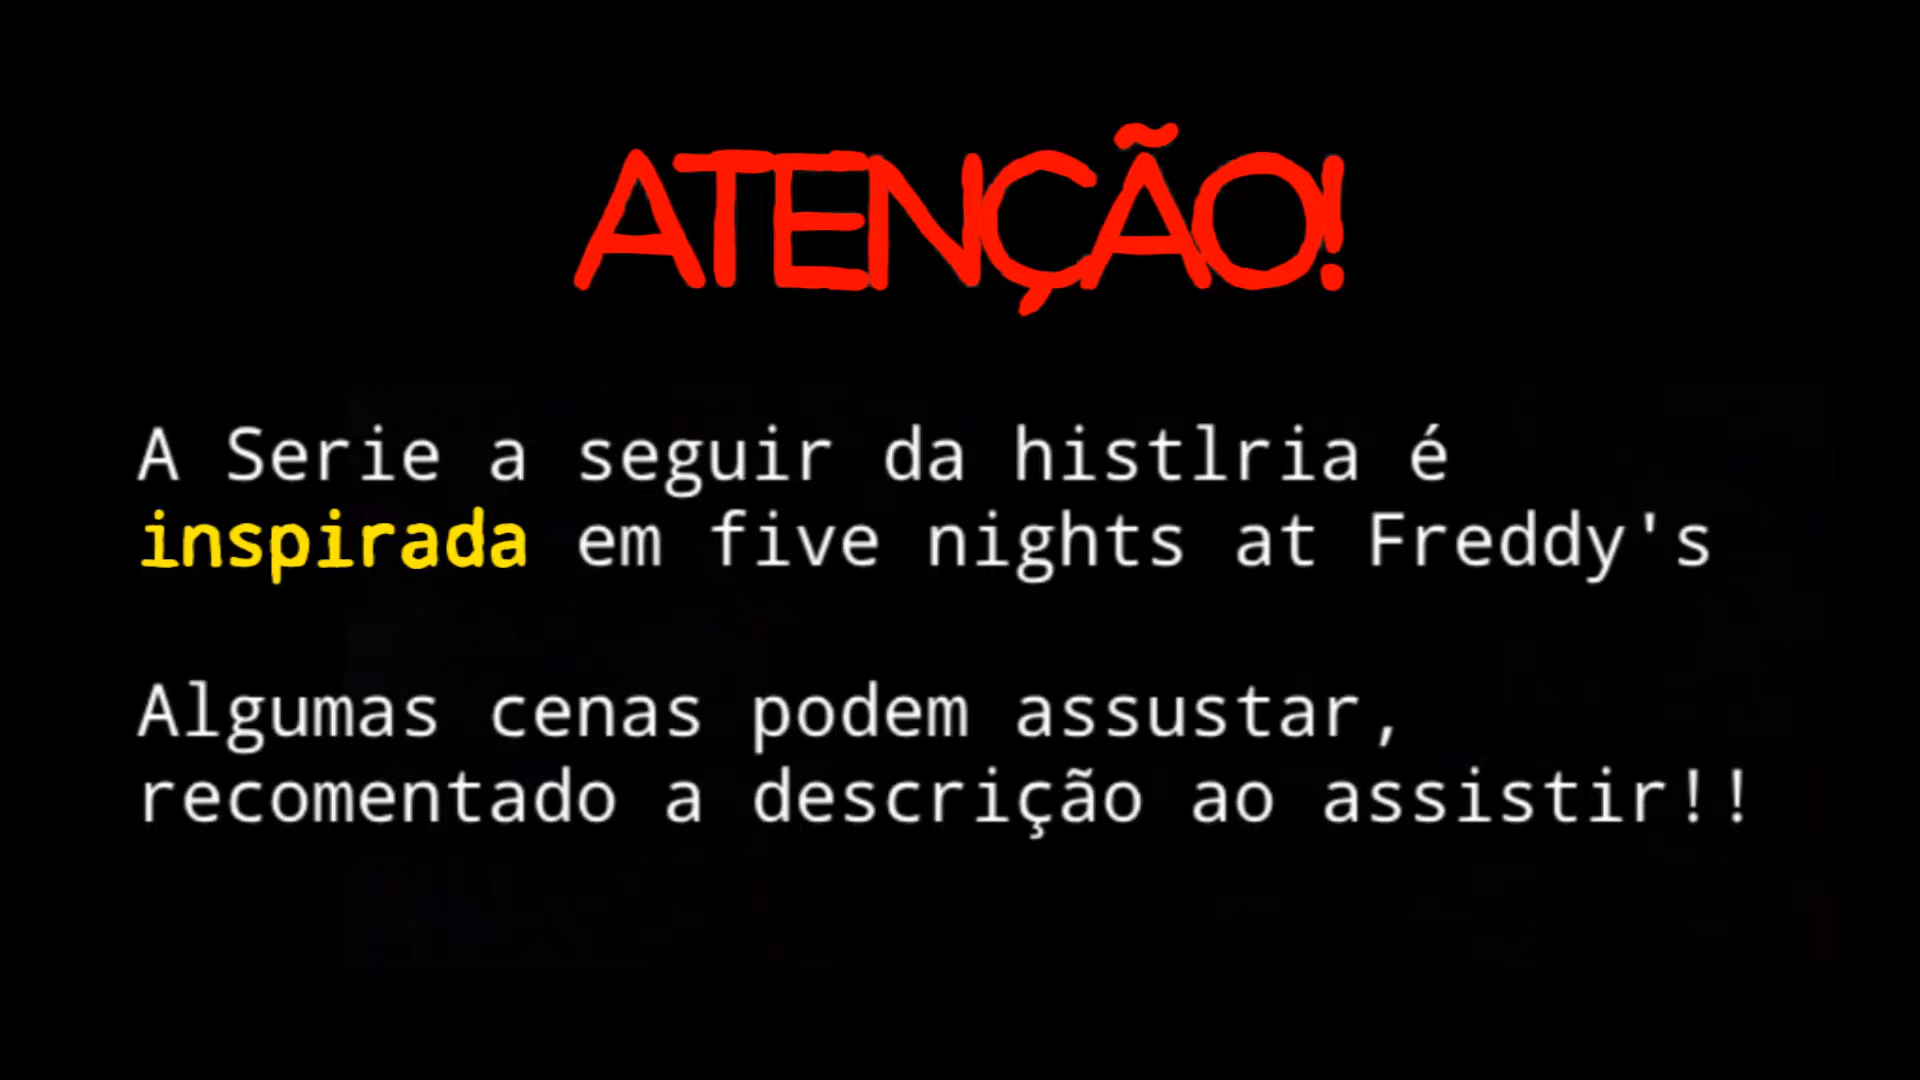 ATENÇÃO!
A Serie a seguir da histlria é
inspirada em five nights at Freddy's
Algumas cenas podem assustar,
recomentado a descrição ao assistir!!